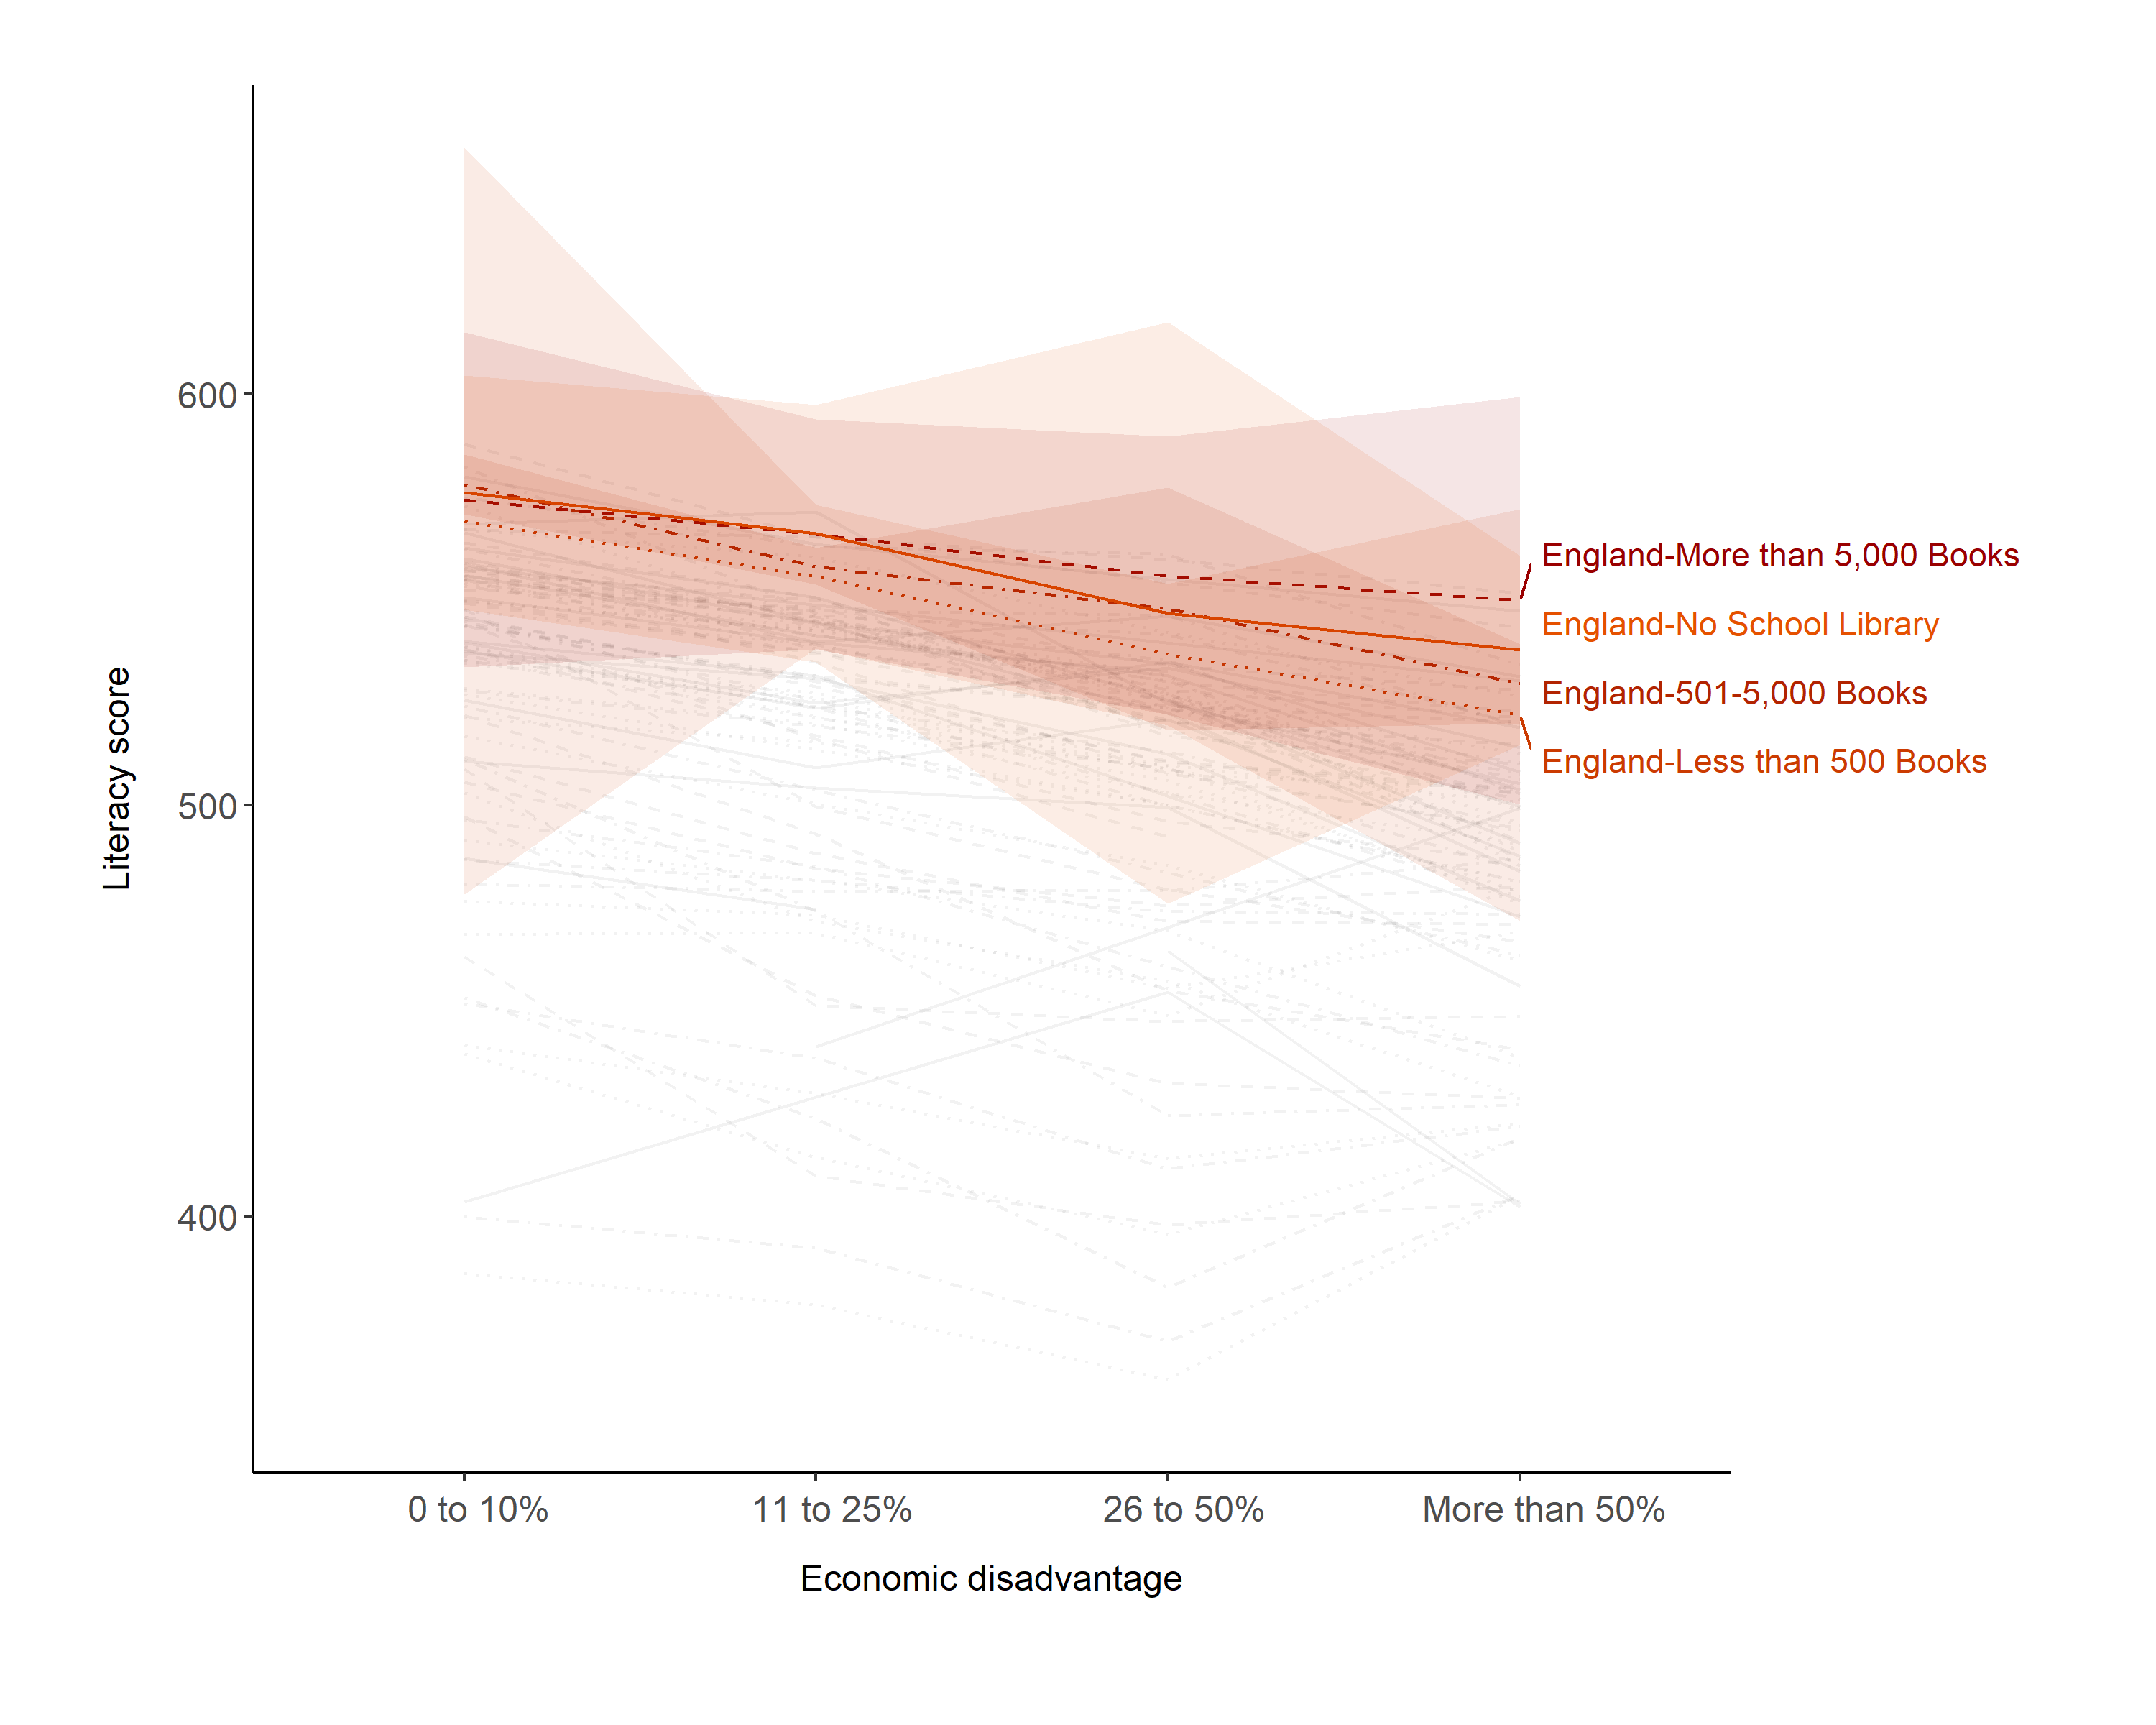 600
500
400
Literacy score
England-More than 5,000 Books
England-No School Library
England-501-5,000 Books
England-Less than 500 Books
0 to 10%
11 to 25%
26 to 50%
More than 50%
Economic disadvantage